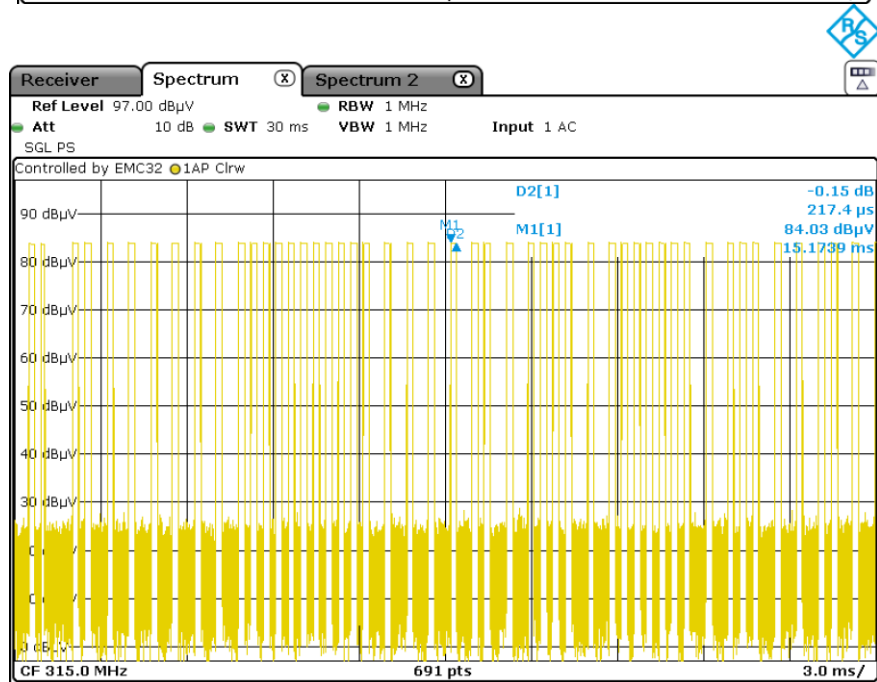 R&S
Receiver Spectrum X Spectrum 2 X
Ref Level 97.00 dBµV RBW 1 MHz
Att 10 dB SWT 30 ms VBW 1 MHz Input 1 AC
SGL PS
Controlled by EMC32 1AP Clrw
D2[1] -0.15 dB
217.4 µs
90 dBµV
M1[1] 84.03 dBµV
15.1739 ms
M1
D2
80 dBµV
70 dBµV
60 dBµV
50 dBµV
40 dBµV
30 dBµV
CF 315.0 MHz 691 pts 3.0 ms/